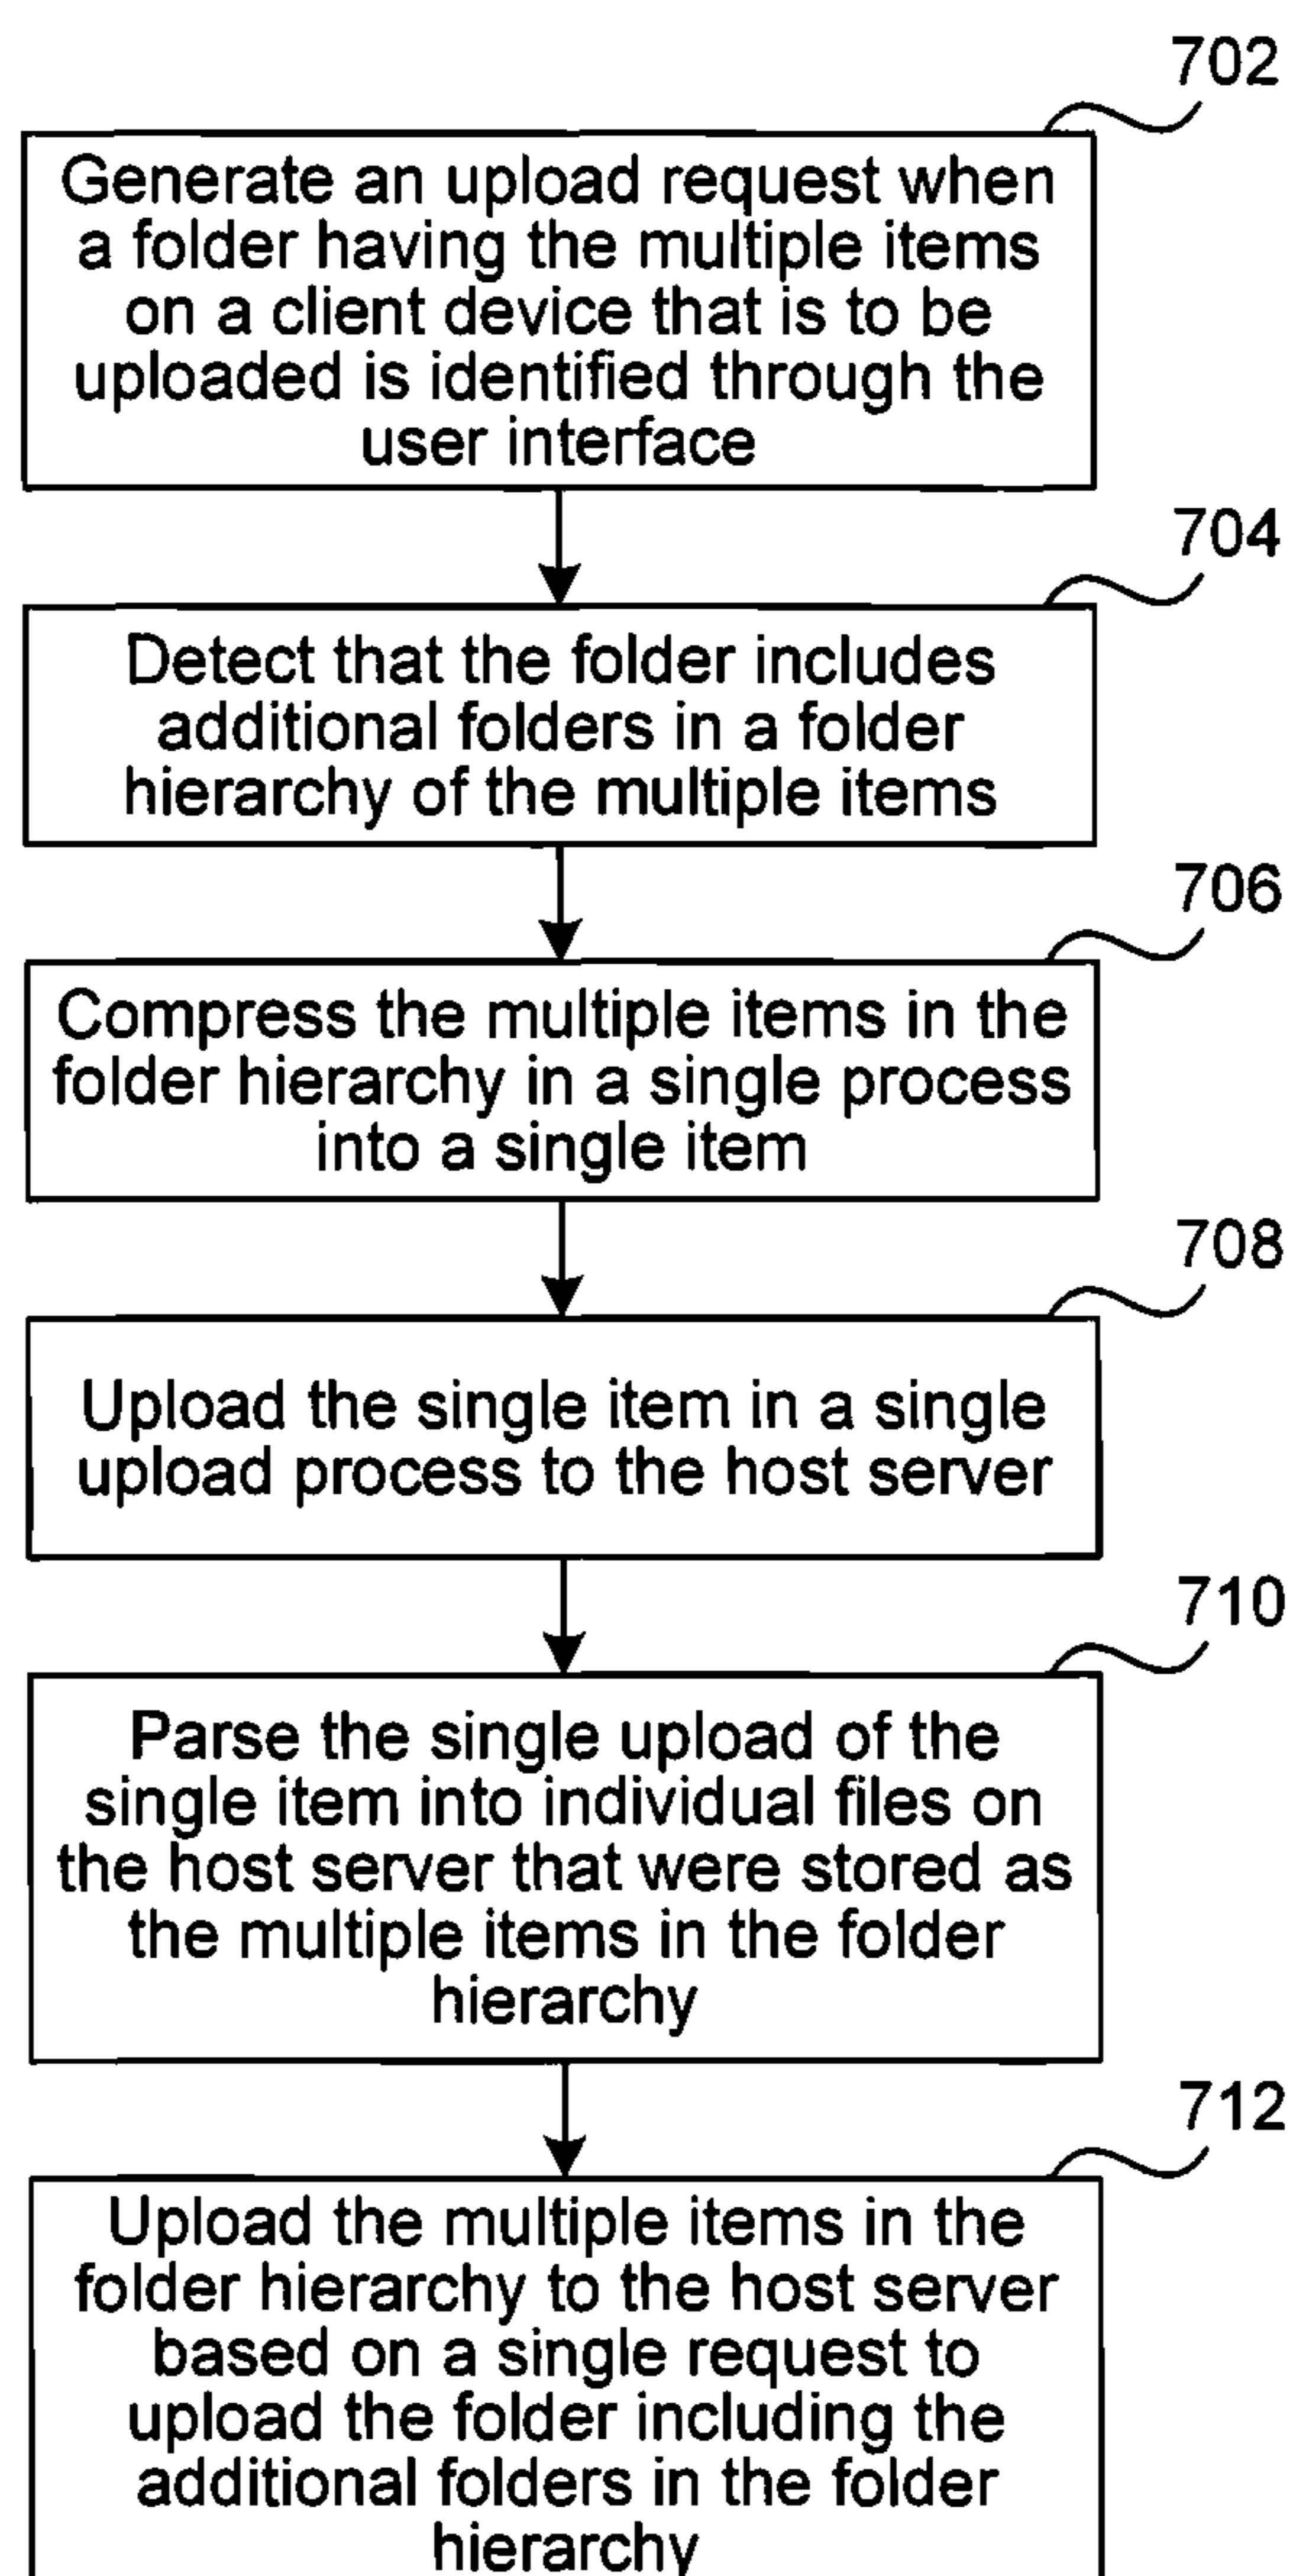 702
Generate an upload request when
a folder having the multiple items
on a client device that is to be
uploaded is identified through the
user interface
704
Detect that the folder includes
additional folders in a folder
hierarchy of the multiple items
706
Compress the multiple items in the
folder hierarchy in a single process
into a single item
708
Upload the single item in a single
upload process to the host server
710
Parse the single upload of the
single item into individual files on
the host server that were stored as
the multiple items in the folder
hierarchy
712
Upload the multiple items in the
folder hierarchy to the host server
based on a single request to
upload the folder including the
additional folders in the folder
hierarchy